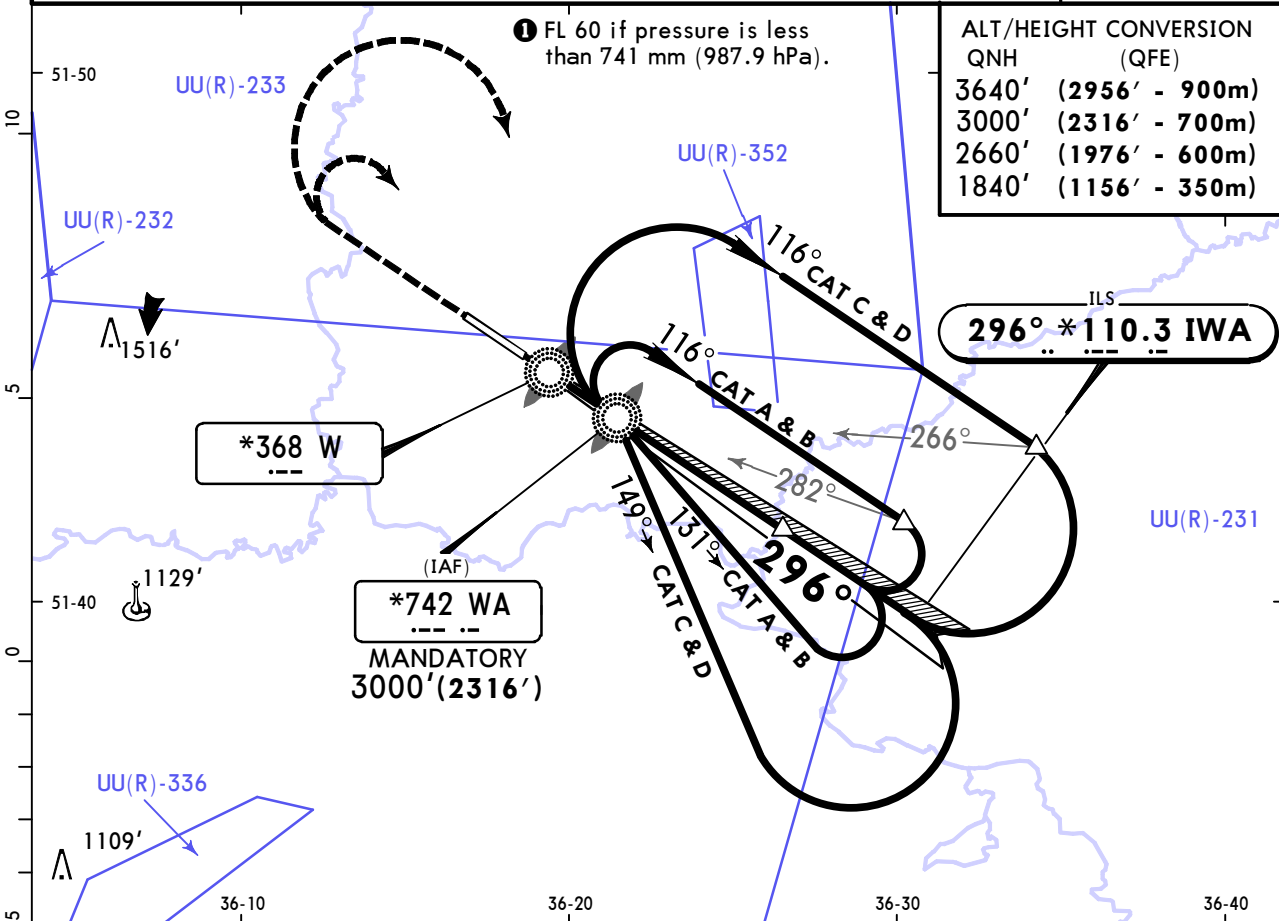 ❶ FL 60 if pressure is less
than 741 mm (987.9 hPa).
ALT/HEIGHT CONVERSION
QNH (QFE)
3640' (2956' - 900m)
3000' (2316' - 700m)
2660' (1976' - 600m)
1840' (1156' - 350m)
51-50
UU(R)-233
10
UU(R)-352
UU(R)-232
116°
CAT C & D
ILS
296° *110.3 IWA
1516'
116°
CAT A & B
5
*368 W
266°
282°
149°
CAT C & D
131°
CAT A & B
296°
UU(R)-231
1129'
51-40
(IAF)
*742 WA
MANDATORY
3000'(2316')
0
UU(R)-336
1109'
5
36-10
36-20
36-30
36-40